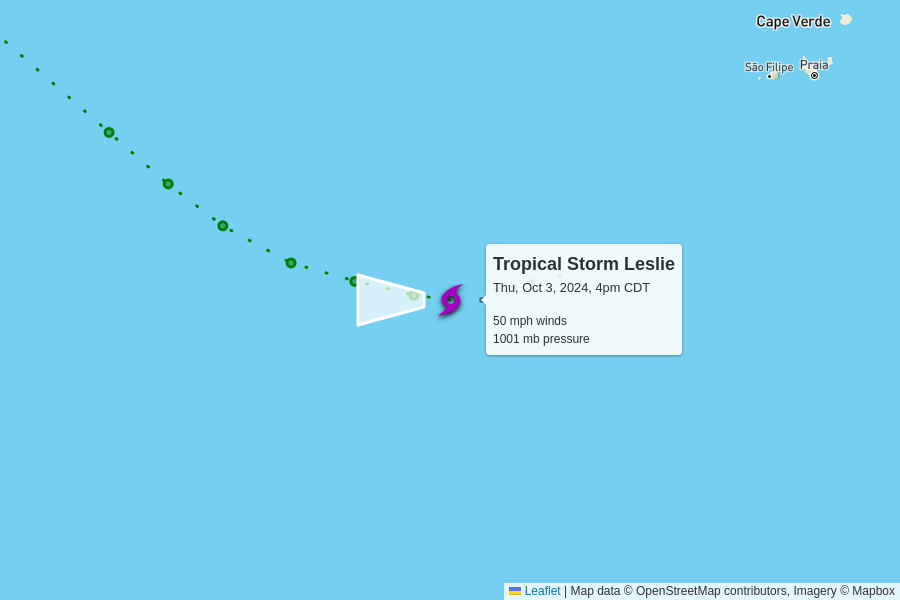 Cape Verde
São Filipe
Praia
Tropical Storm Leslie
Thu, Oct 3, 2024, 4pm CDT
50 mph winds
1001 mb pressure
Leaflet | Map data © OpenStreetMap contributors, Imagery © Mapbox